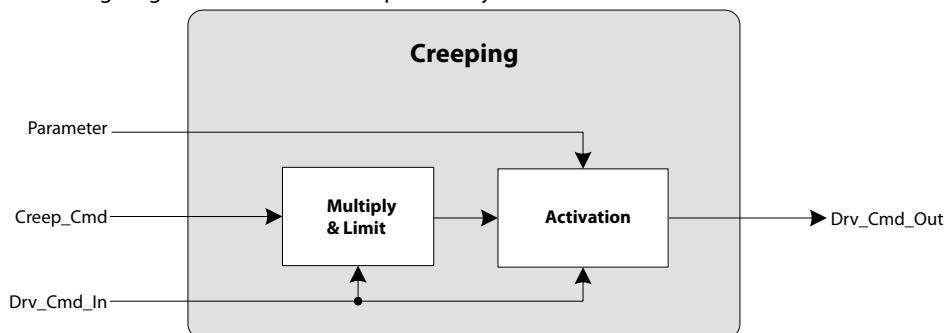 Creeping
Parameter
Creep_Cmd
Multiply
& Limit
Activation
Drv_Cmd_Out
Drv_Cmd_In